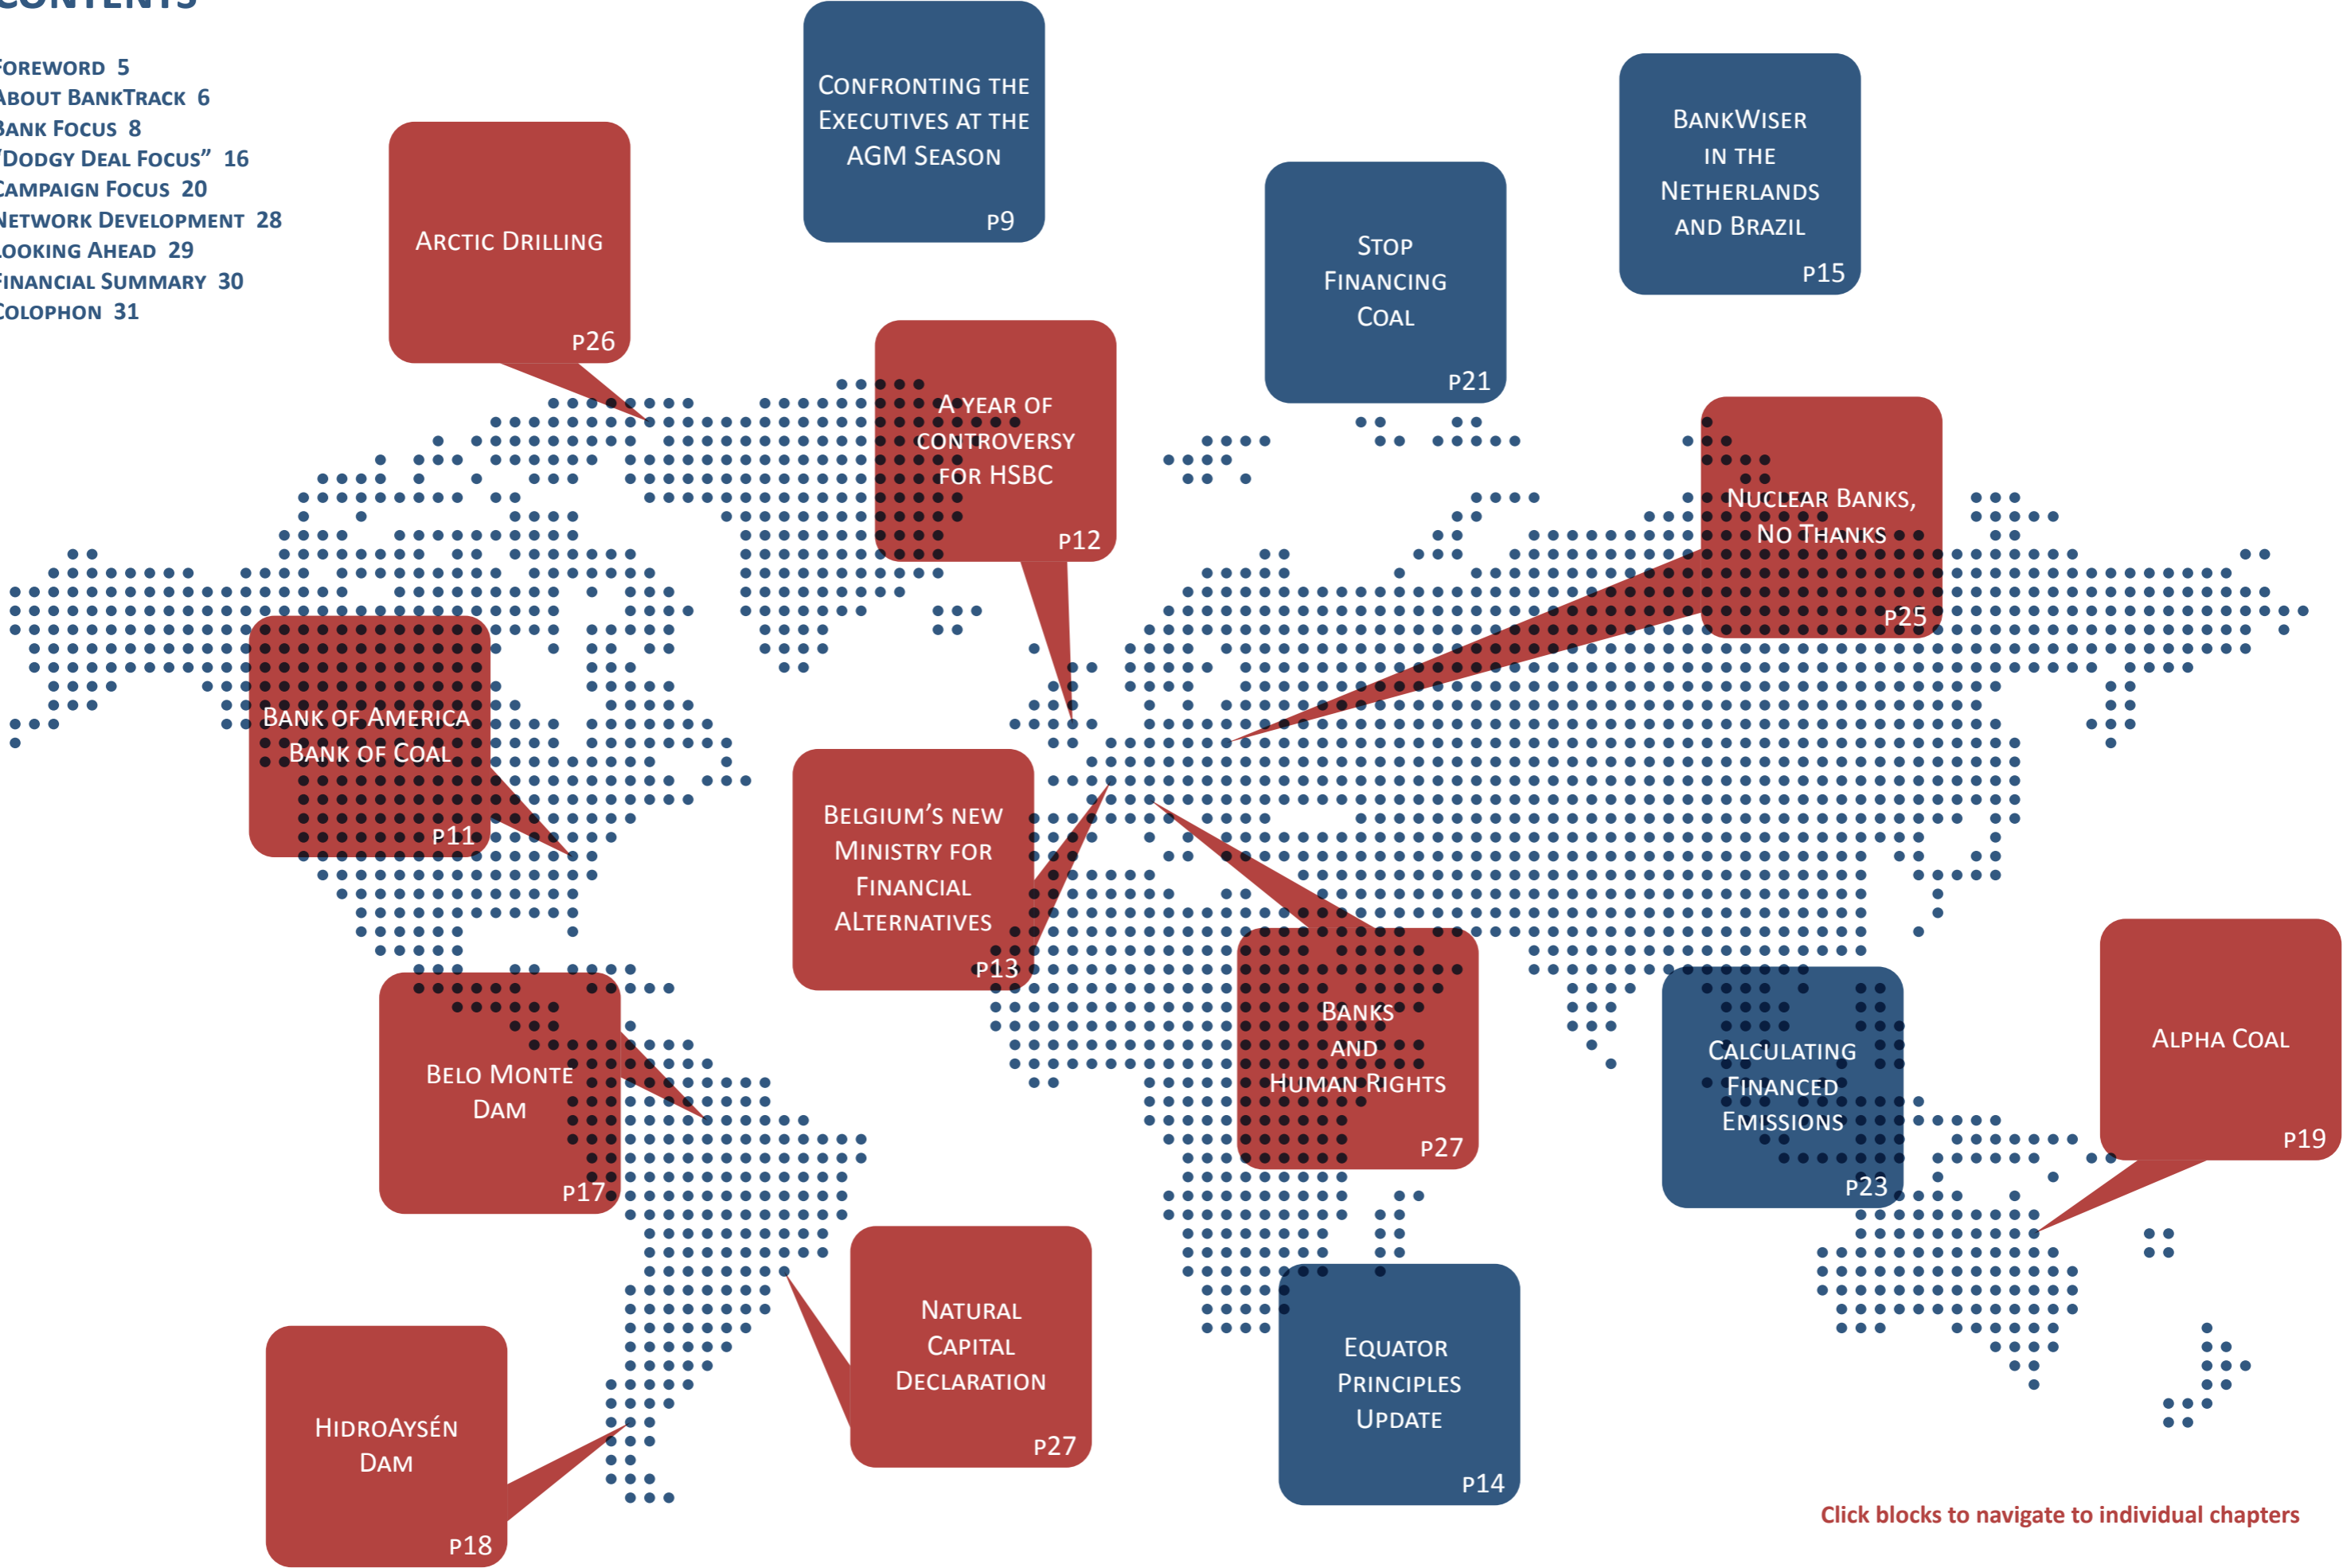 CONTENTS
Foreword 5
About BankTrack 6
Bank Focus 8
"Dodgy Deal Focus" 16
Campaign Focus 20
Network Development 28
Looking Ahead 29
Financial Summary 30
Colophon 31
Confronting the
Executives at the
AGM Season
p9
BankWiser
in the
Netherlands
and Brazil
p15
Arctic Drilling
p26
Stop
Financing
Coal
p21
A year of
controversy
for HSBC
p12
Nuclear Banks,
No Thanks
p25
Bank of America
Bank of Coal
p11
Belgium's new
Ministry for
Financial
ALternatives
p13
Banks
and
Human Rights
p27
Calculating
Financed
Emissions
p23
Alpha Coal
p19
Belo Monte
Dam
p17
Natural
Capital
Declaration
p27
Equator
Principles
Update
p14
HidroAysén
Dam
p18
Click blocks to navigate to individual chapters